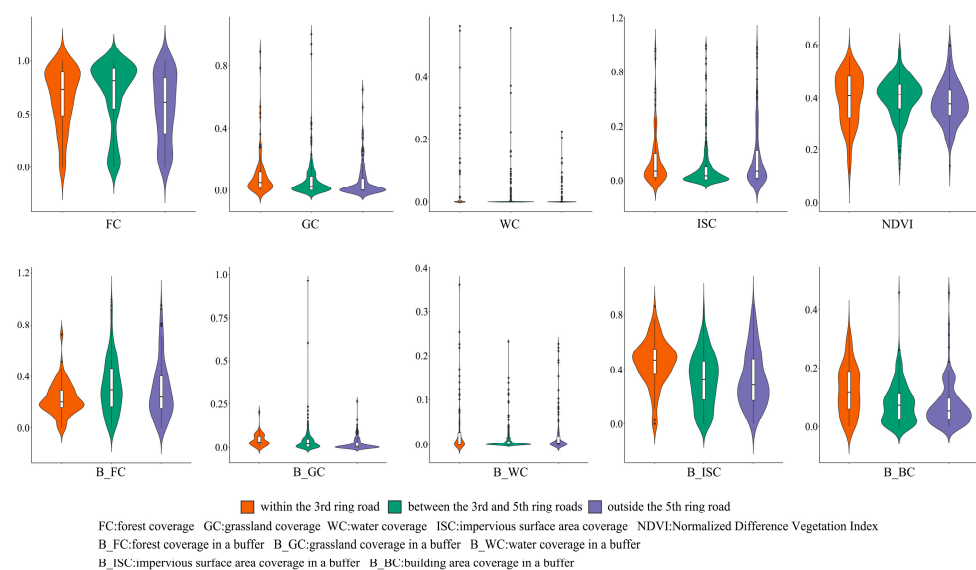 1.0
0.5
0.0
FC
0.8
0.4
0.0
GC
0.4
0.2
0.0
WC
1.2
0.8
0.2
0.0
ISC
0.6
0.4
0.2
0.0
NDVI
1.2
0.8
0.4
0.0
B_FC
1.0
0.5
0.0
B_GC
0.4
0.3
0.2
0.1
0.0
B_WC
0.8
0.4
0.0
B_ISC
0.4
0.2
0.0
B_BC
within the 3rd ring road between the 3rd and 5th ring roads outside the 5th ring road
FC:forest coverage GC:grassland coverage WC:water coverage ISC:impervious surface area coverage NDVI:Normalized Difference Vegetation Index
B_FC:forest coverage in a buffer B_GC:grassland coverage in a buffer B_WC:water coverage in a buffer
B_ISC:impervious surface area coverage in a buffer B_BC:building area coverage in a buffer